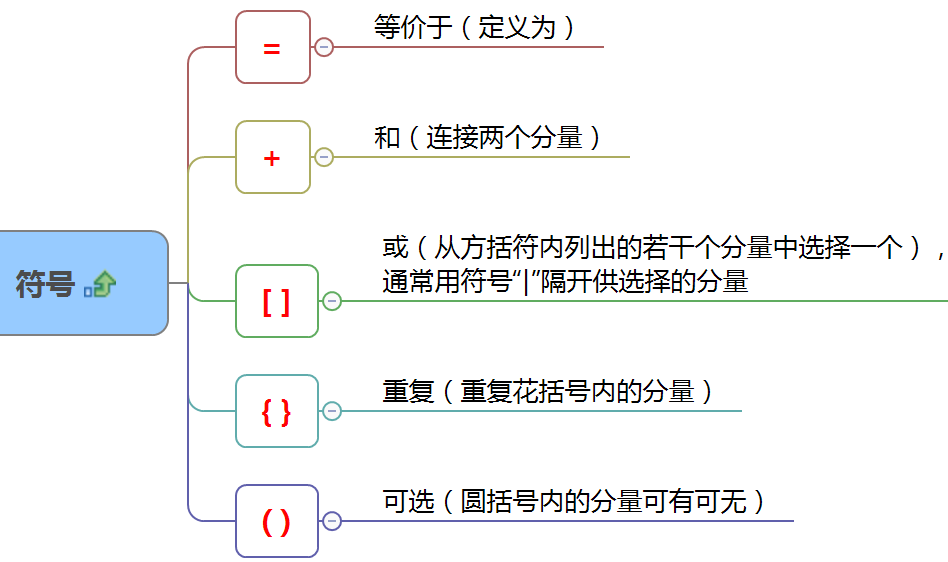 =
等价于（定义为）
+
和（连接两个分量）
符号
[ ]
或（从方括符内列出的若干个分量中选择一个），
通常用符号“|”隔开供选择的分量
{ }
重复（重复花括号内的分量）
( )
可选（圆括号内的分量可有可无）